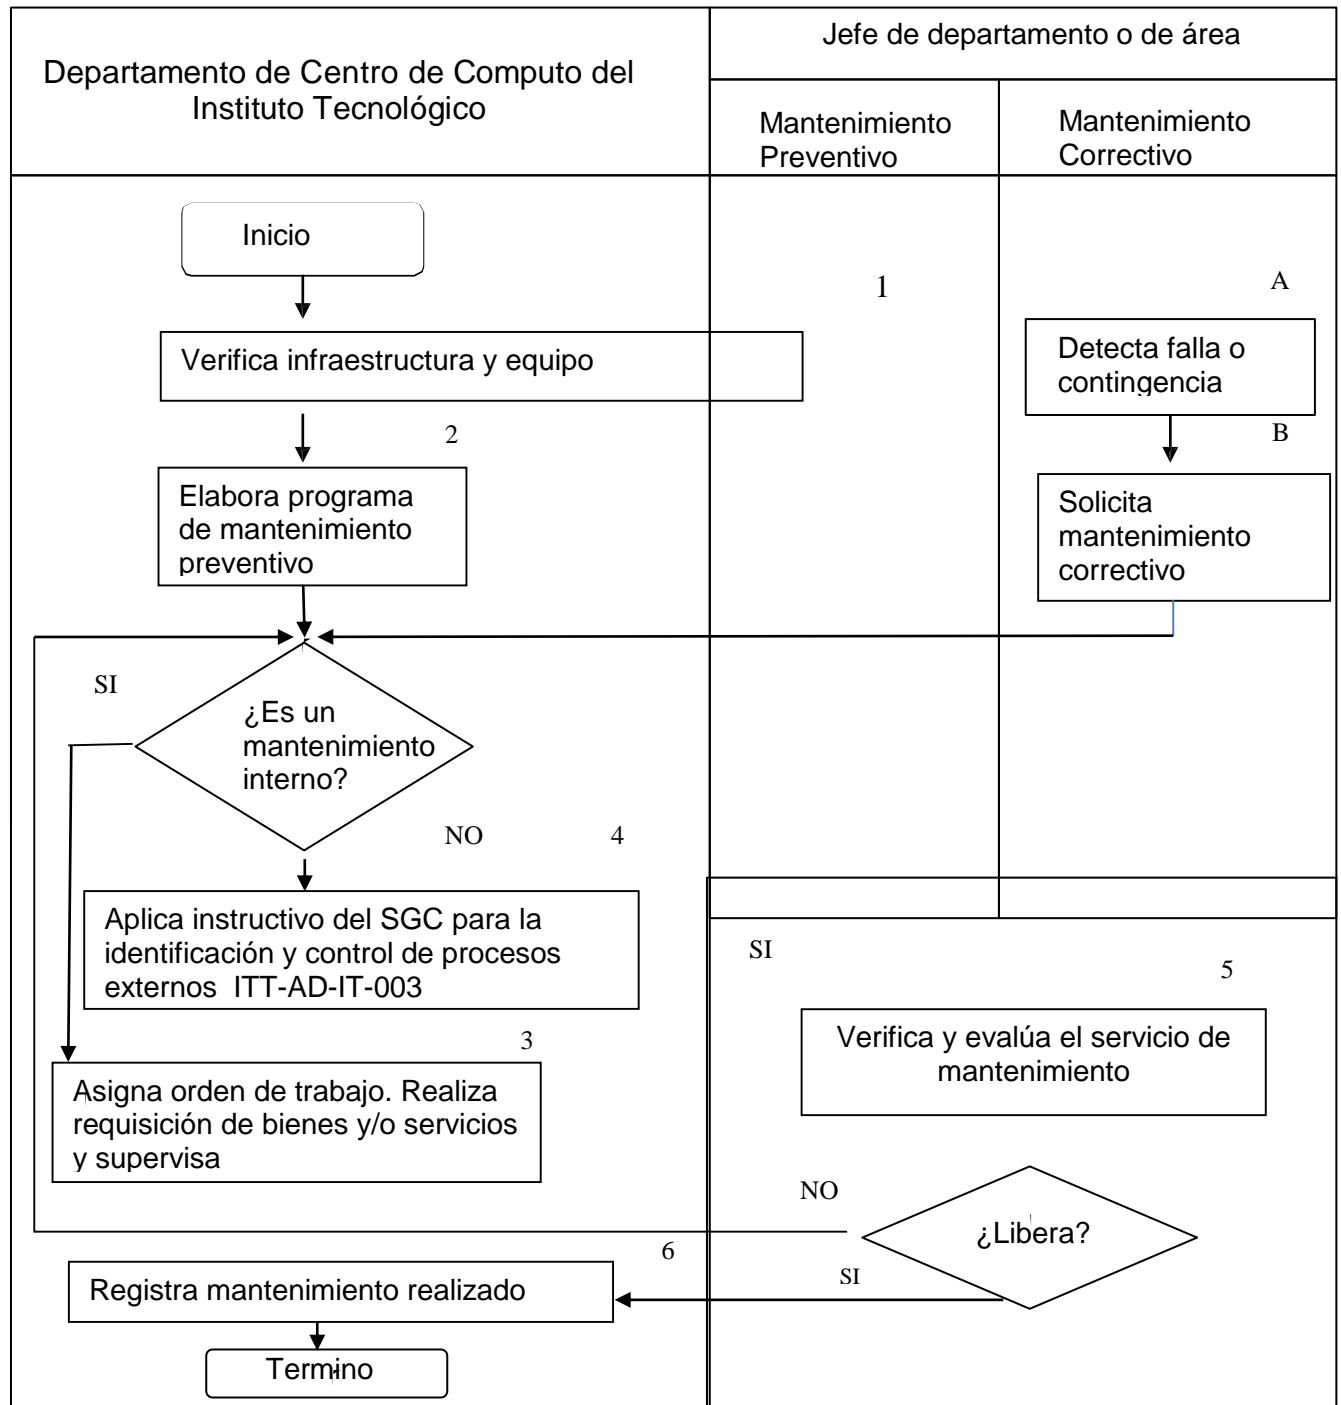 Departamento de Centro de Computo del
Instituto Tecnológico
Jefe de departamento o de área
Mantenimiento
Preventivo
Mantenimiento
Correctivo
Inicio
1
A
Verifica infraestructura y equipo
Detecta falla o
contingencia
2
B
Elabora programa
de mantenimiento
preventivo
Solicita
mantenimiento
correctivo
SI
¿Es un
mantenimiento
interno?
NO
4
Aplica instructivo del SGC para la
identificación y control de procesos
externos ITT-AD-IT-003
SI
5
Verifica y evalúa el servicio de
mantenimiento
3
Asigna orden de trabajo. Realiza
requisición de bienes y/o servicios
y supervisa
NO
¿Libera?
6
SI
Registra mantenimiento realizado
Termino